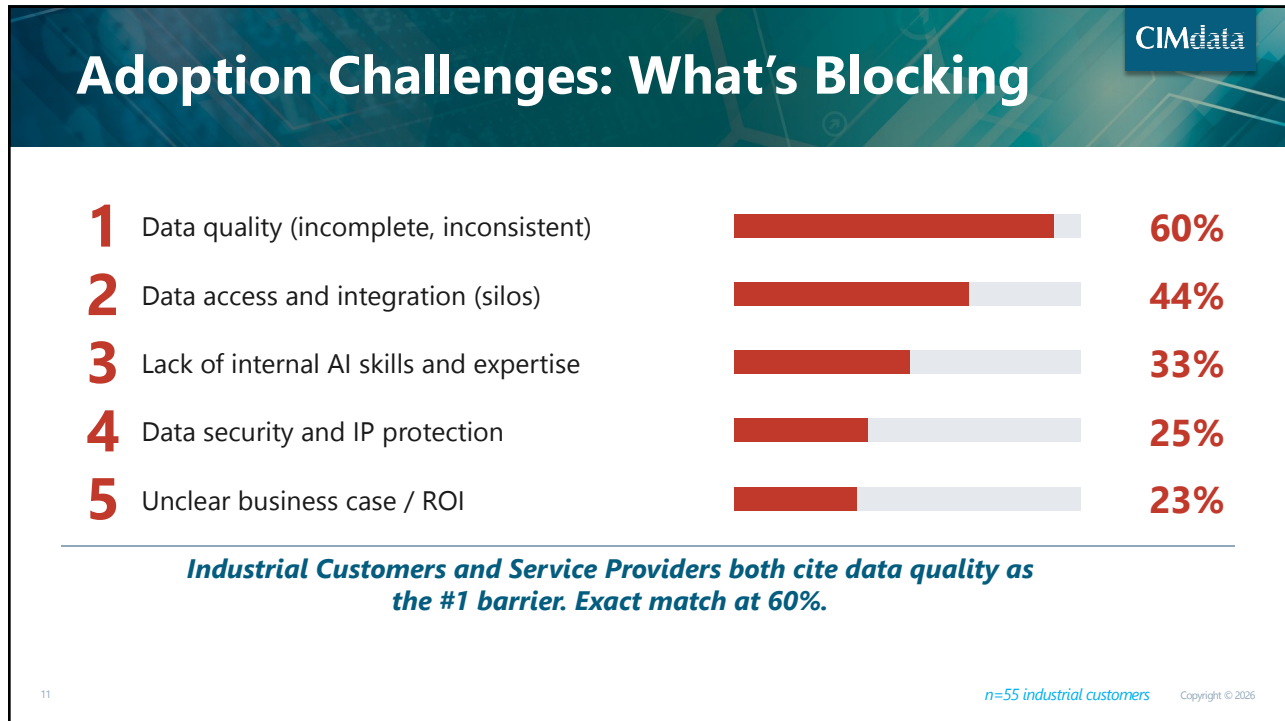 CIMdata
Adoption Challenges: What's Blocking
1 Data quality (incomplete, inconsistent) 60%
2 Data access and integration (silos) 44%
3 Lack of internal AI skills and expertise 33%
4 Data security and IP protection 25%
5 Unclear business case / ROI 23%
Industrial Customers and Service Providers both cite data quality as
the #1 barrier. Exact match at 60%.
11 n=55 industrial customers Copyright © 2026